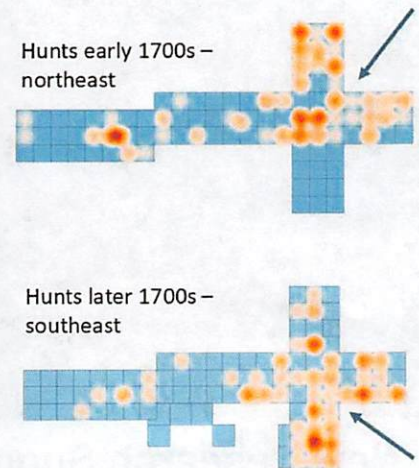 Hunts early 1700s –
northeast
Hunts later 1700s –
southeast